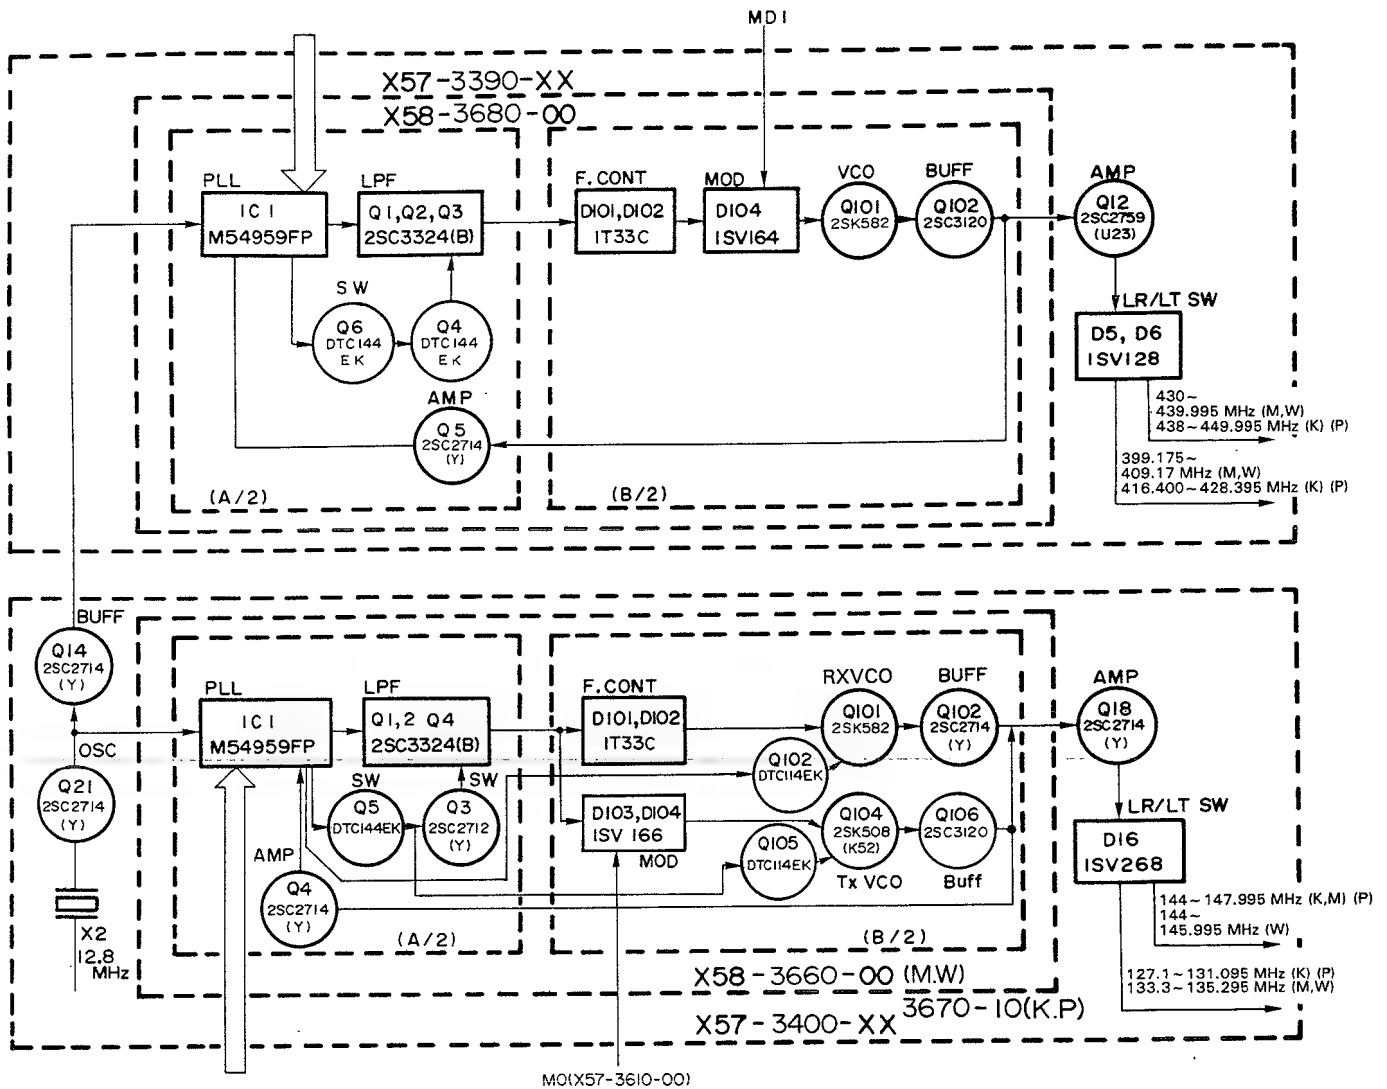 MD1
X57-3390-XX
X58-3680-00
PLL
IC1
M54959FP
LPF
Q1,Q2,Q3
2SC3324(B)
F.CONT
D101,D102
1T33C
MOD
D104
1SV164
VCO
Q101
2SK582
BUFF
Q102
2SC3120
AMP
Q12
2SC2759
(U23)
SW
Q6
DTC144
EK
Q4
DTC144
EK
LR/LT SW
D5, D6
1SV128
AMP
Q5
2SC2714
(Y)
430~
439.995 MHz (M,W)
438~449.995 MHz (K) (P)
399.175~
409.17 MHz (M,W)
416.400~428.395 MHz (K) (P)
(A/2)
(B/2)
BUFF
Q14
2SC2714
(Y)
OSC
Q21
2SC2714
(Y)
X2
12.8
MHz
PLL
IC1
M54959FP
LPF
Q1,2 Q4
2SC3324(B)
F.CONT
D101,D102
1T33C
RXVCO
Q101
2SK582
BUFF
Q102
2SC2714
(Y)
AMP
Q18
2SC2714
(Y)
Q102
DTC114EK
SW
Q5
DTC144EK
SW
Q3
2SC2712
(Y)
D103,D104
1SV 166
MOD
Q104
2SK508
(K52)
Tx VCO
Q106
2SC3120
Buff
Q105
DTC114EK
AMP
Q4
2SC2714
(Y)
LR/LT SW
D16
1SV268
144~147.995 MHz (K,M) (P)
144~
145.995 MHz (W)
127.1~131.095 MHz (K) (P)
133.3~135.295 MHz (M,W)
(A/2)
(B/2)
X58-3660-00 (M.W)
3670-10(K.P)
X57-3400-XX
MO(X57-3610-00)